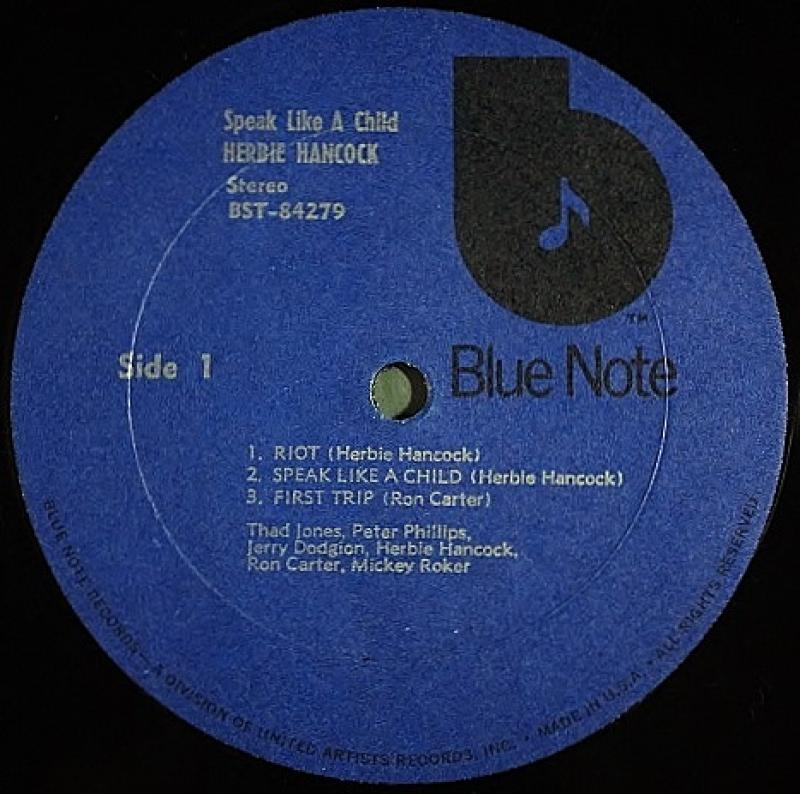 Speak Like A Child
HERBIE HANCOCK
Stereo
BST-84279
TM
Side 1
Blue Note
1. RIOT (Herbie Hancock)
2. SPEAK LIKE A CHILD (Herbie Hancock)
3. FIRST TRIP (Ron Carter)
Thad Jones, Peter Phillips,
Jerry Dodgion, Herbie Hancock,
Ron Carter, Mickey Roker
BLUE NOTE RECORDS — A DIVISION OF UNITED ARTISTS RECORDS, INC. • MADE IN U.S.A. • ALL RIGHTS RESERVED